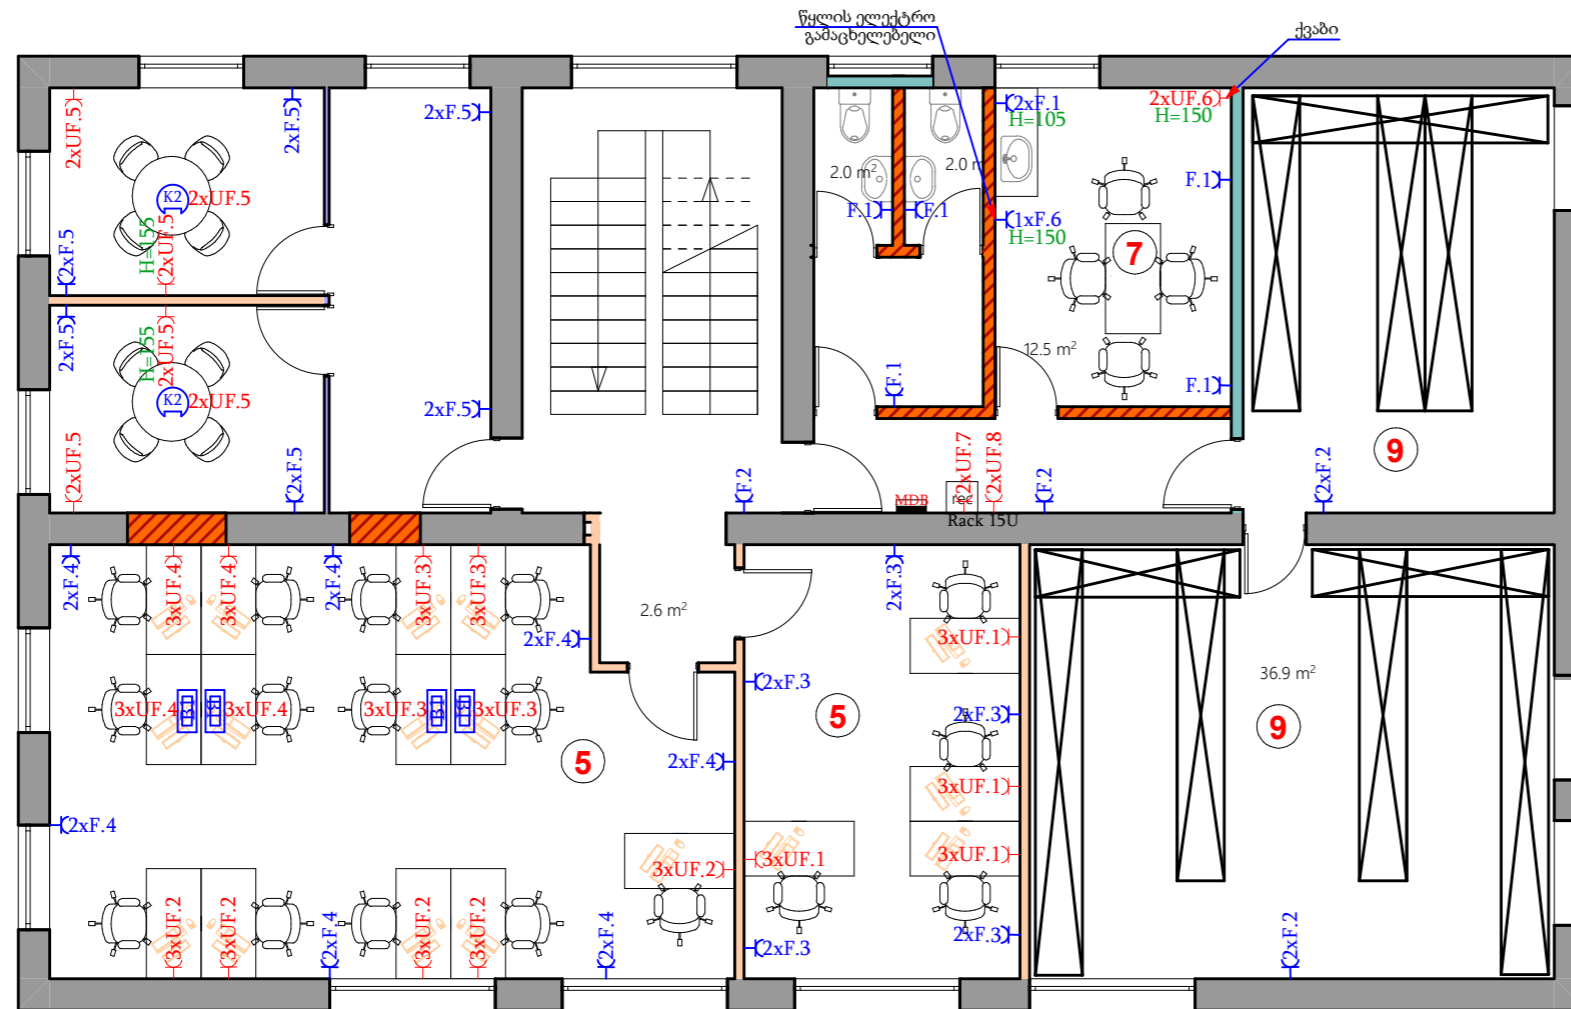 წყლის ელექტრო
გამაცხელებელი
ქვაბი
2xUF.5
2xF.5
2xF.5
2xF.1
H=105
2xUF.6
H=150
2.0 m²
2.0 m
F.1
K2
2xUF.5
F.1
F.1
1xF.6
H=150
7
2xF.5
H=155
2xUF.5
2xF.5
H=155
2xUF.5
12.5 m²
K2
2xUF.5
2xF.5
F.1
F.1
9
2xUF.5
2xF.5
F.2
MDB
2xUF.7
rec
2xUF.8
Rack 15U
F.2
2xF.2
2xF.4
3xUF.4
3xUF.4
2xF.4
3xUF.3
3xUF.3
2xF.3
2.6 m²
2xF.4
3xUF.1
36.9 m²
2xF.3
3xUF.4
B1
B1
3xUF.4
3xUF.3
B1
B1
3xUF.3
5
2xF.3
9
5
2xF.4
3xUF.1
2xF.4
3xUF.2
3xUF.1
3xUF.1
3xUF.2
3xUF.2
2xF.4
3xUF.2
3xUF.2
2xF.4
2xF.3
2xF.3
2xF.2